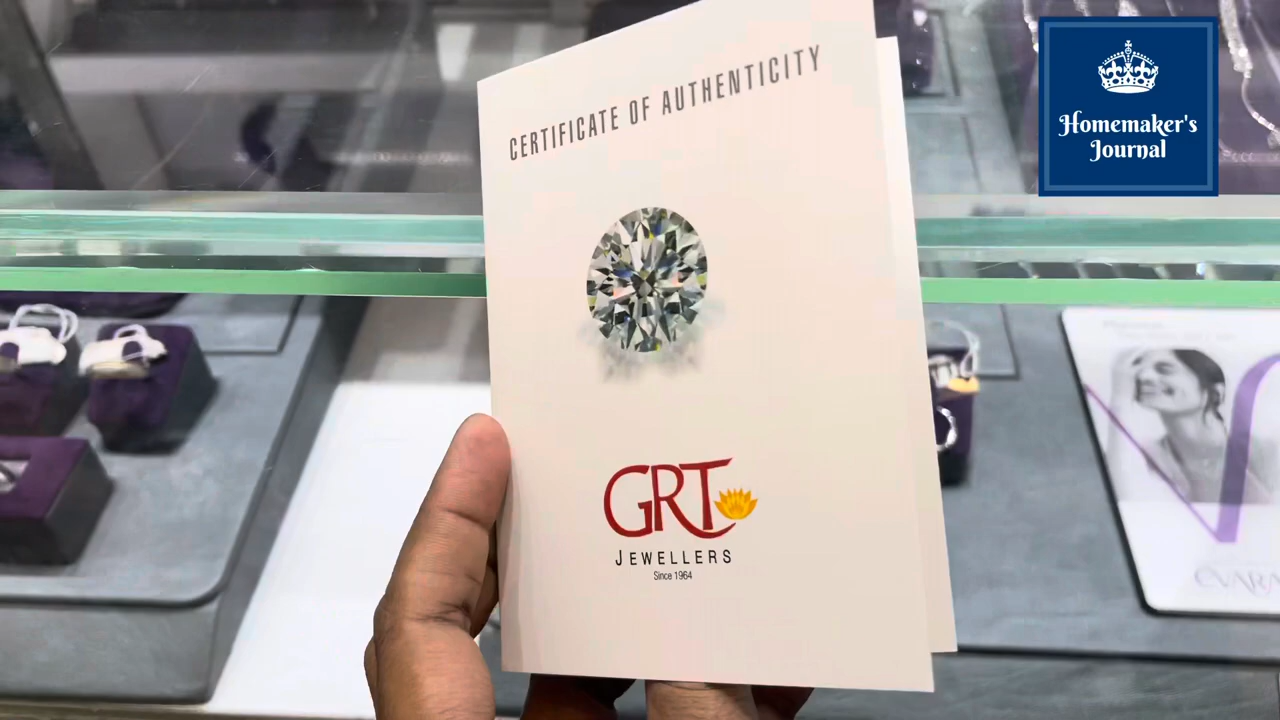 CERTIFICATE OF AUTHENTICITY
GRT
JEWELLERS
Since 1964
Homemaker's
Journal